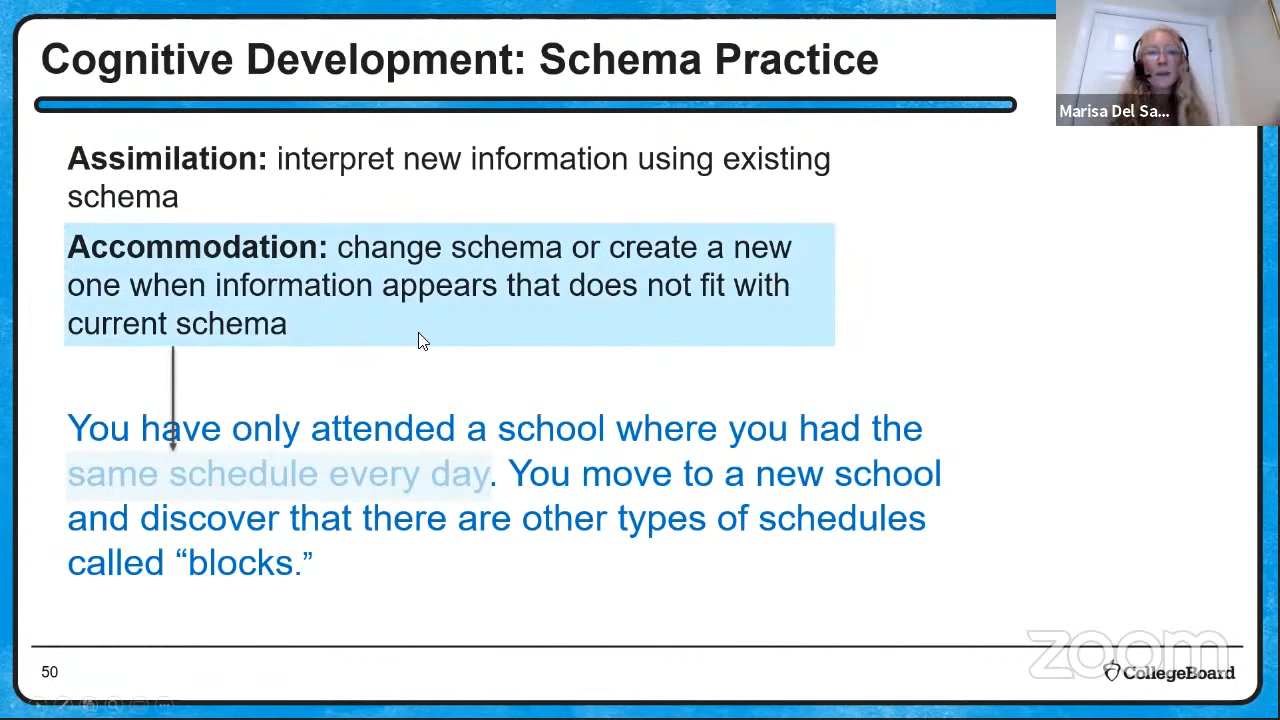 Cognitive Development: Schema Practice
Marisa Del Sa...
Assimilation: interpret new information using existing
schema
Accommodation: change schema or create a new
one when information appears that does not fit with
current schema
You have only attended a school where you had the
same schedule every day. You move to a new school
and discover that there are other types of schedules
called “blocks.”
zoom
50
CollegeBoard